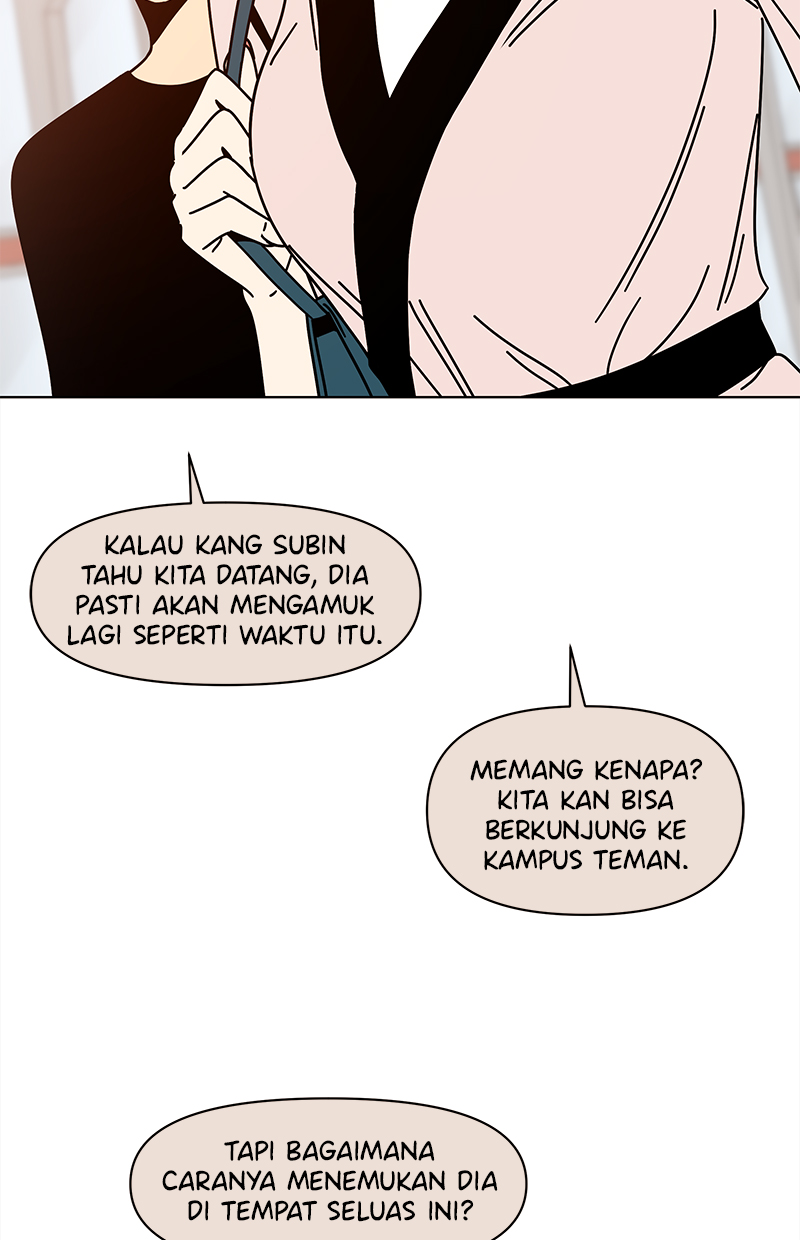 KALAU KANG SUBIN
TAHU KITA DATANG, DIA
PASTI AKAN MENGAMUK
LAGI SEPERTI WAKTU ITU.
MEMANG KENAPA?
KITA KAN BISA
BERKUNJUNG KE
KAMPUS TEMAN.
TAPI BAGAIMANA
CARANYA MENEMUKAN DIA
DI TEMPAT SELUAS INI?